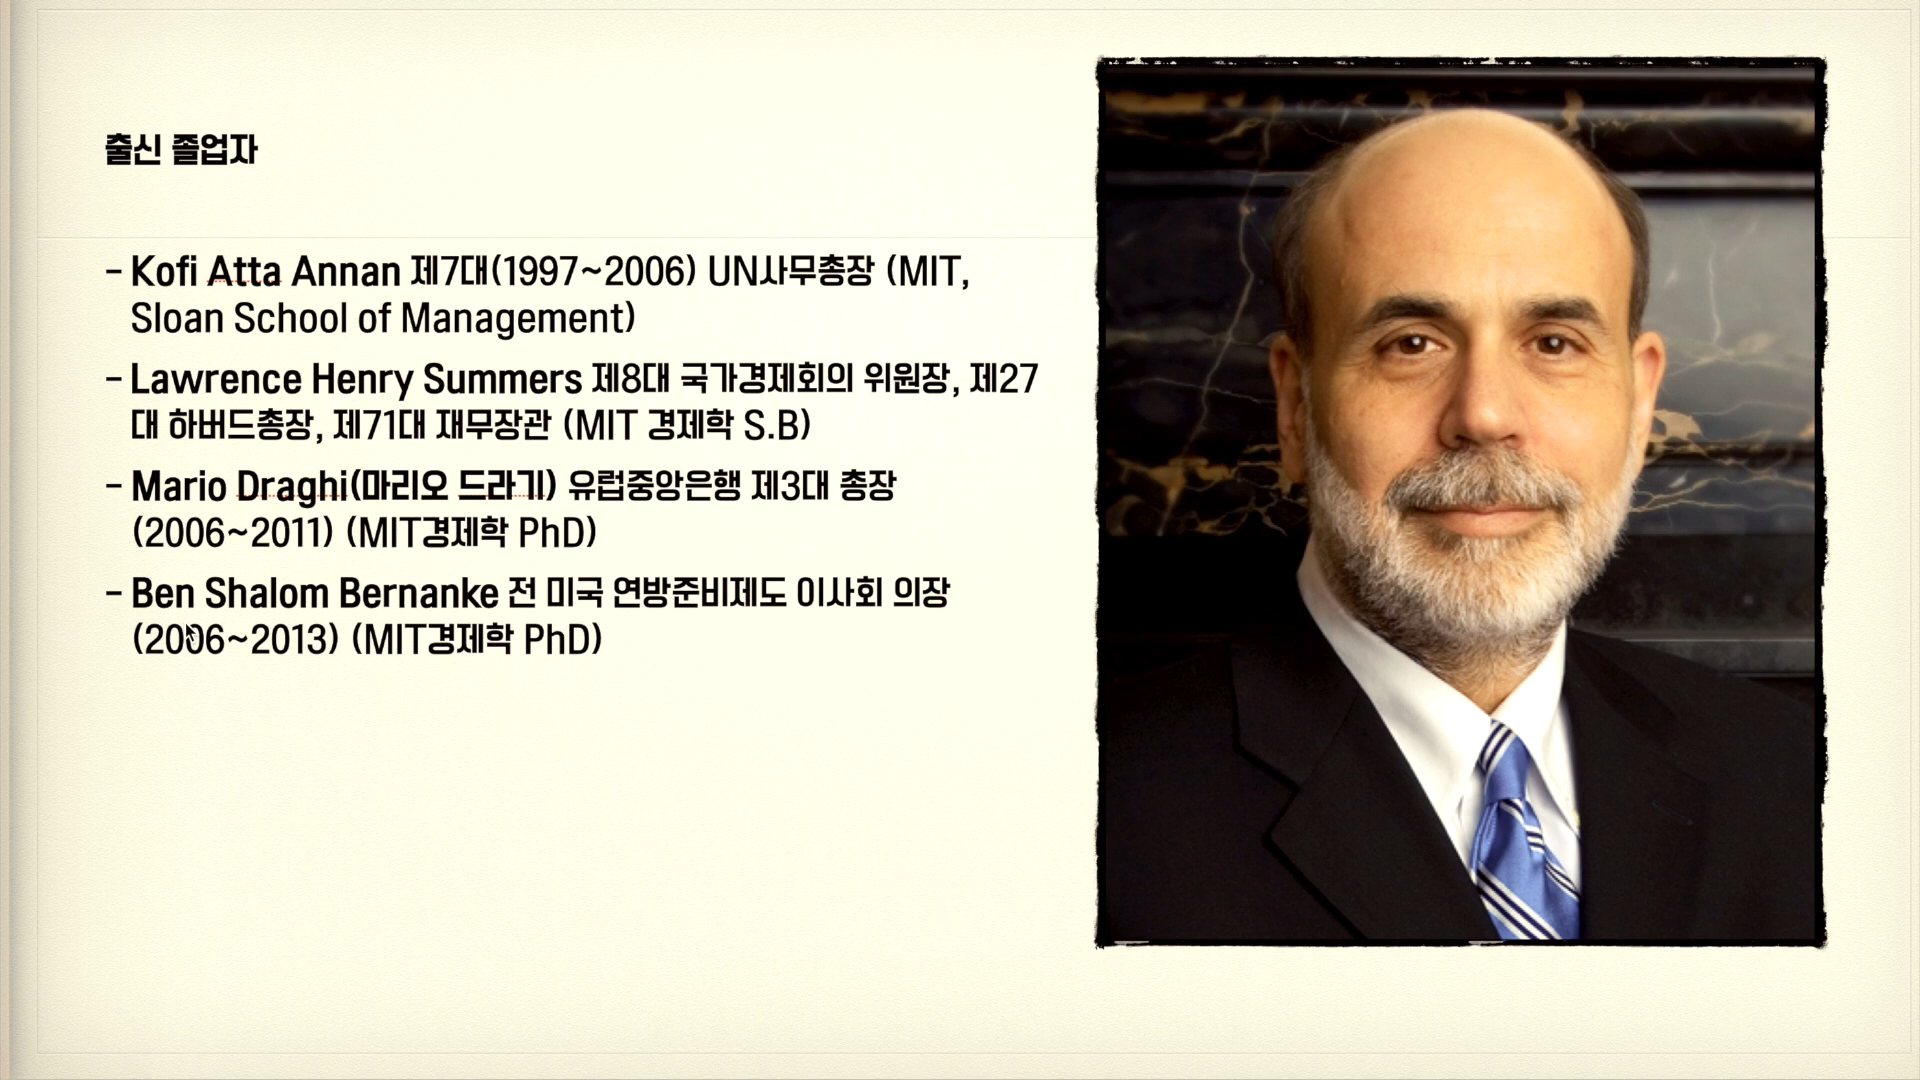 출신 졸업자
- Kofi Atta Annan 제7대(1997~2006) UN사무총장 (MIT,
Sloan School of Management)
- Lawrence Henry Summers 제8대 국가경제회의 위원장, 제27
대 하버드총장, 제71대 재무장관 (MIT 경제학 S.B)
- Mario Draghi(마리오 드라기) 유럽중앙은행 제3대 총장
(2006~2011) (MIT경제학 PhD)
- Ben Shalom Bernanke 전 미국 연방준비제도 이사회 의장
(2006~2013) (MIT경제학 PhD)